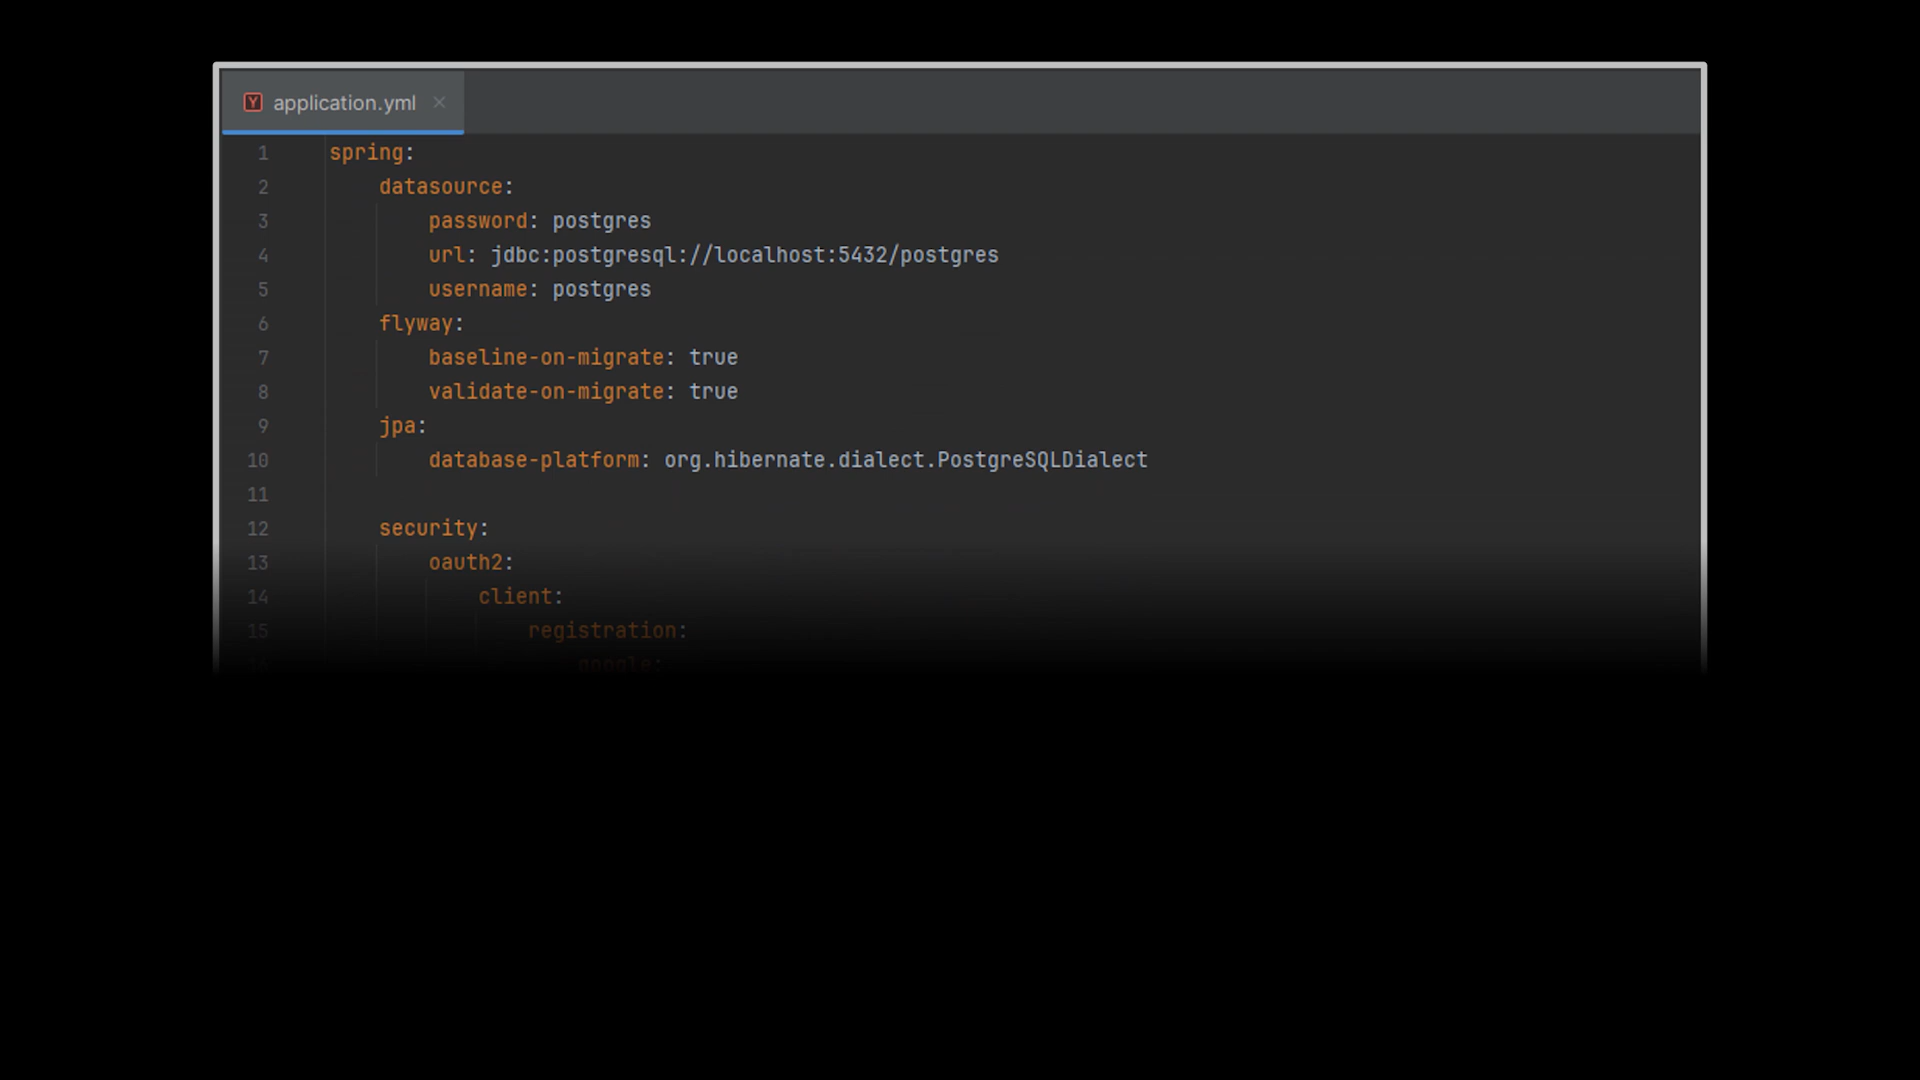 application.yml
1 spring:
2 datasource:
3 password: postgres
4 url: jdbc:postgresql://localhost:5432/postgres
5 username: postgres
6 flyway:
7 baseline-on-migrate: true
8 validate-on-migrate: true
9 jpa:
10 database-platform: org.hibernate.dialect.PostgreSQLDialect
11
12 security:
13 oauth2:
14 client:
15 registration:
google: